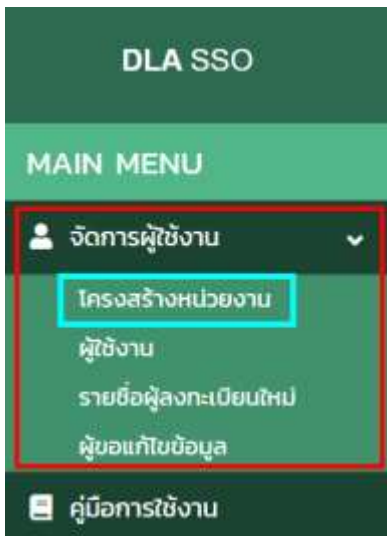 DLA SSO
MAIN MENU
จัดการผู้ใช้งาน
โครงสร้างหน่วยงาน
ผู้ใช้งาน
รายชื่อผู้ลงทะเบียนใหม่
ผู้ขอแก้ไขข้อมูล
คู่มือการใช้งาน